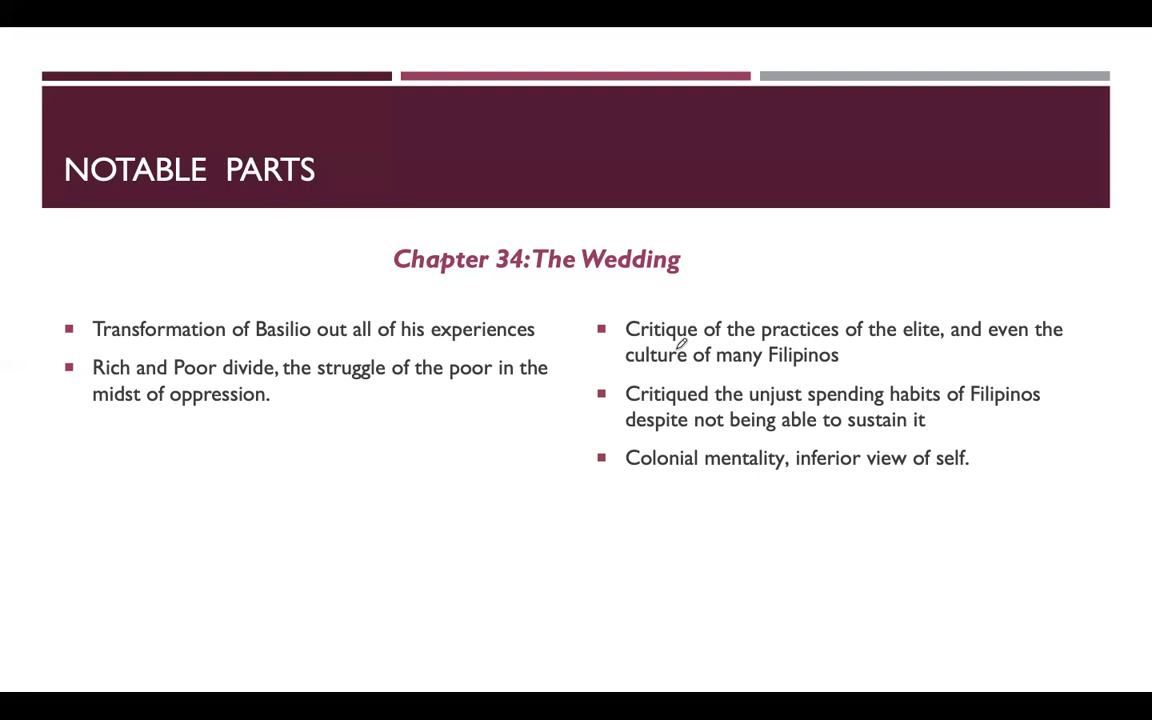 NOTABLE PARTS
Chapter 34: The Wedding
Transformation of Basilio out all of his experiences
Rich and Poor divide, the struggle of the poor in the
midst of oppression.
Critique of the practices of the elite, and even the
culture of many Filipinos
Critiqued the unjust spending habits of Filipinos
despite not being able to sustain it
Colonial mentality, inferior view of self.